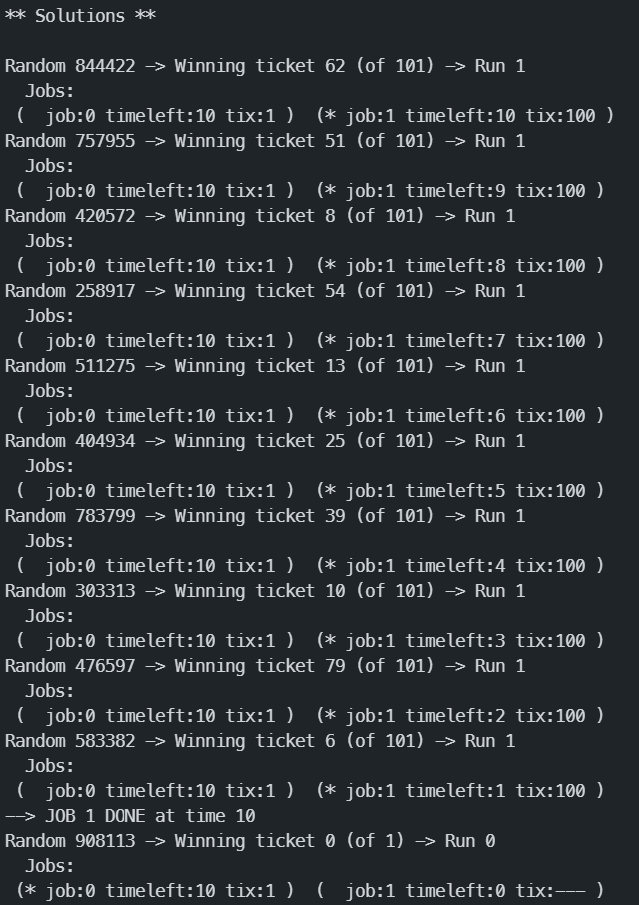 ** Solutions **
Random 844422 -> Winning ticket 62 (of 101) -> Run 1
  Jobs:
 (  job:0 timeleft:10 tix:1 )  (* job:1 timeleft:10 tix:100 )
Random 757955 -> Winning ticket 51 (of 101) -> Run 1
  Jobs:
 (  job:0 timeleft:10 tix:1 )  (* job:1 timeleft:9 tix:100 )
Random 420572 -> Winning ticket 8 (of 101) -> Run 1
  Jobs:
 (  job:0 timeleft:10 tix:1 )  (* job:1 timeleft:8 tix:100 )
Random 258917 -> Winning ticket 54 (of 101) -> Run 1
  Jobs:
 (  job:0 timeleft:10 tix:1 )  (* job:1 timeleft:7 tix:100 )
Random 511275 -> Winning ticket 13 (of 101) -> Run 1
  Jobs:
 (  job:0 timeleft:10 tix:1 )  (* job:1 timeleft:6 tix:100 )
Random 404934 -> Winning ticket 25 (of 101) -> Run 1
  Jobs:
 (  job:0 timeleft:10 tix:1 )  (* job:1 timeleft:5 tix:100 )
Random 783799 -> Winning ticket 39 (of 101) -> Run 1
  Jobs:
 (  job:0 timeleft:10 tix:1 )  (* job:1 timeleft:4 tix:100 )
Random 303313 -> Winning ticket 10 (of 101) -> Run 1
  Jobs:
 (  job:0 timeleft:10 tix:1 )  (* job:1 timeleft:3 tix:100 )
Random 476597 -> Winning ticket 79 (of 101) -> Run 1
  Jobs:
 (  job:0 timeleft:10 tix:1 )  (* job:1 timeleft:2 tix:100 )
Random 583382 -> Winning ticket 6 (of 101) -> Run 1
  Jobs:
 (  job:0 timeleft:10 tix:1 )  (* job:1 timeleft:1 tix:100 )
--> JOB 1 DONE at time 10
Random 908113 -> Winning ticket 0 (of 1) -> Run 0
  Jobs:
 (* job:0 timeleft:10 tix:1 )  (  job:1 timeleft:0 tix:--- )